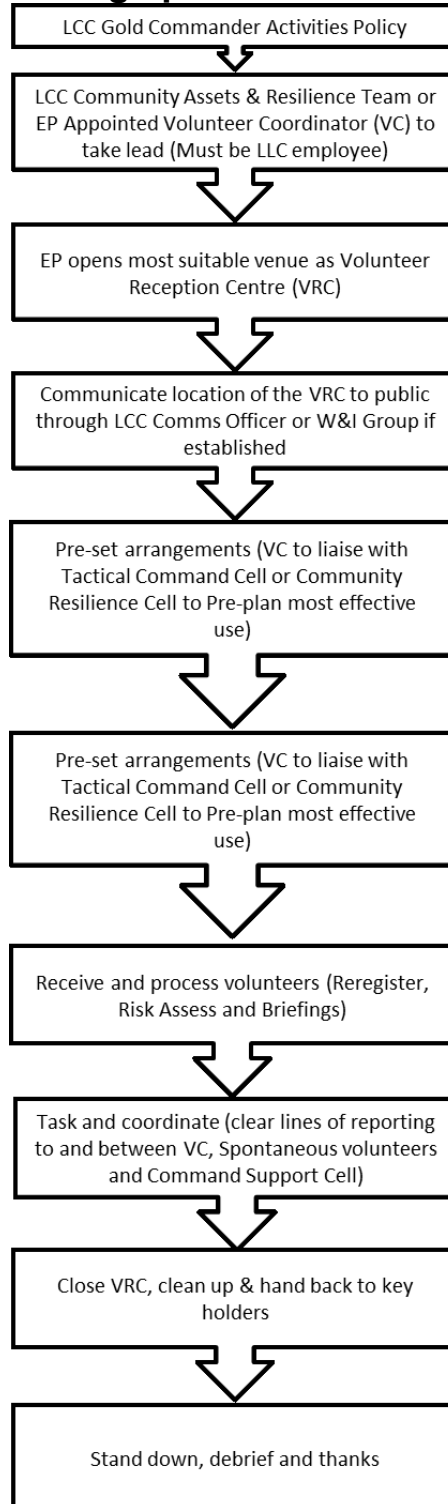 LCC Gold Commander Activities Policy
LCC Community Assets & Resilience Team or
EP Appointed Volunteer Coordinator (VC) to
take lead (Must be LLC employee)
EP opens most suitable venue as Volunteer
Reception Centre (VRC)
Communicate location of the VRC to public
through LCC Comms Officer or W&I Group if
established
Pre-set arrangements (VC to liaise with
Tactical Command Cell or Community
Resilience Cell to Pre-plan most effective
use)
Pre-set arrangements (VC to liaise with
Tactical Command Cell or Community
Resilience Cell to Pre-plan most effective
use)
Receive and process volunteers (Reregister,
Risk Assess and Briefings)
Task and coordinate (clear lines of reporting
to and between VC, Spontaneous volunteers
and Command Support Cell)
Close VRC, clean up & hand back to key
holders
Stand down, debrief and thanks